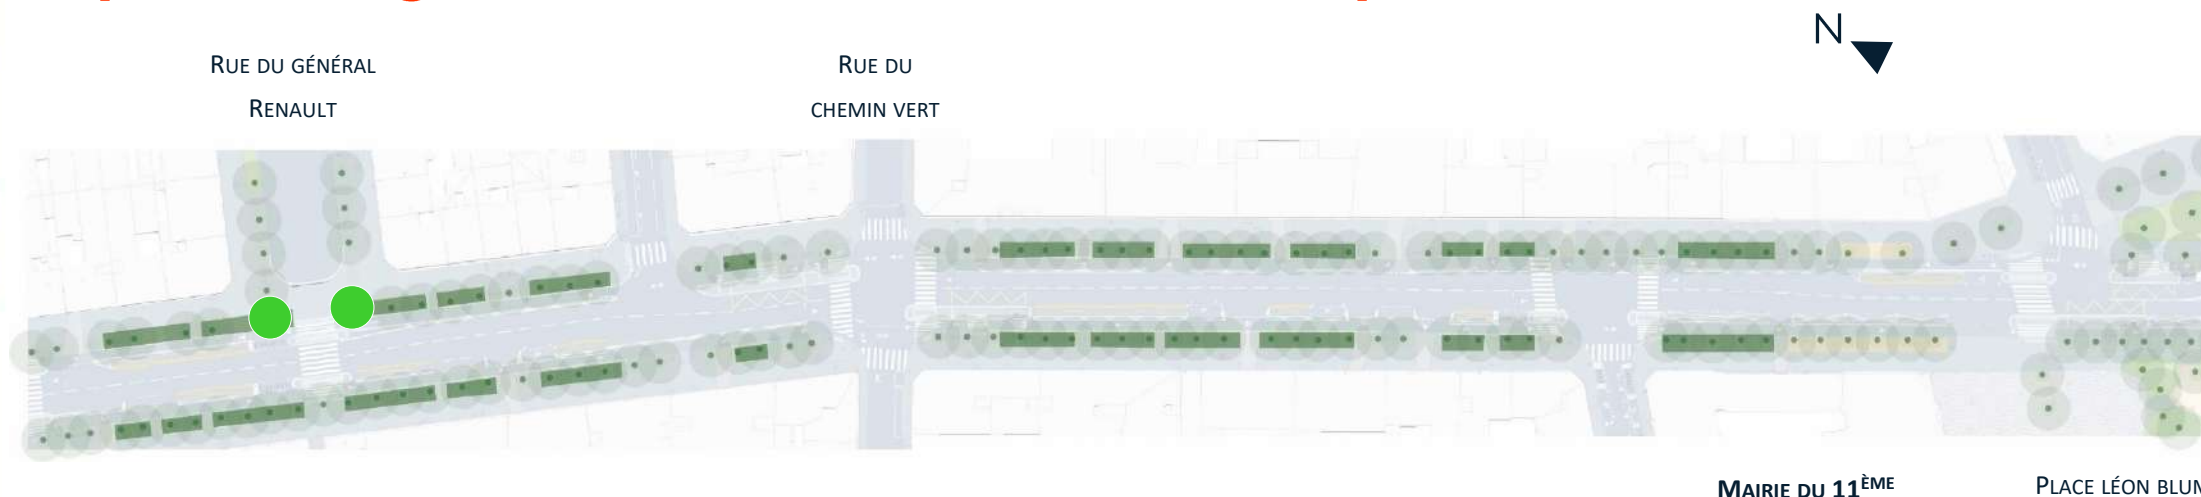 N
RUE DU GÉNÉRAL
RENAULT
RUE DU
CHEMIN VERT
MAIRIE DU 11ÈME
PLACE LÉON BLUM